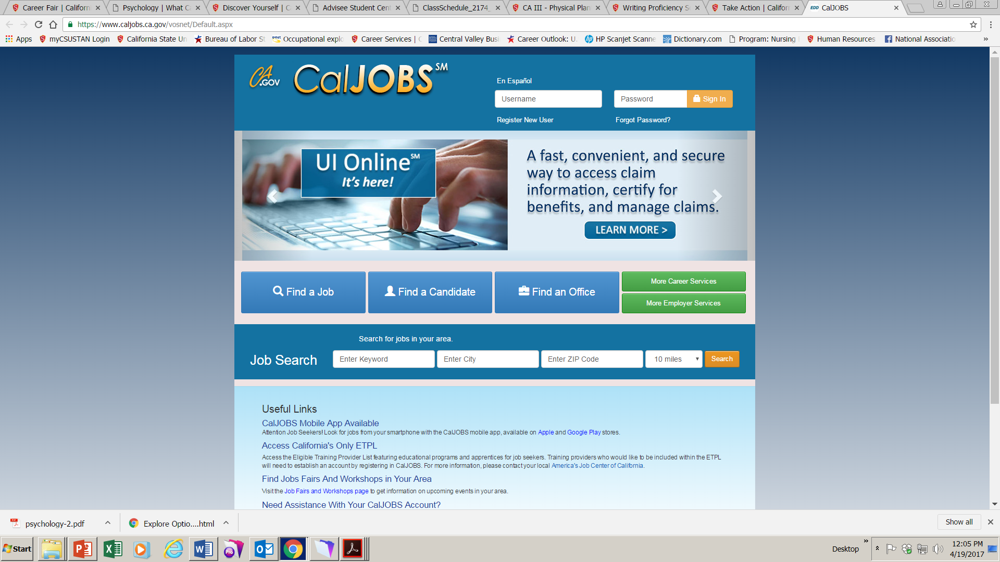 Career Fair | Californi
Psychology | What Ca
Discover Yourself | C
Advisee Student Cent
ClassSchedule_2174_
CA III - Physical Plan
Writing Proficiency S
Take Action | Californ
EDD CalJOBS
https://www.caljobs.ca.gov/vosnet/Default.aspx
Apps
myCSUSTAN Login
California State Un
Bureau of Labor St
o-net Occupational explo
Career Services | C
Central Valley Busi
Career Outlook: U.
HP Scanjet Scanne
Dictionary.com
Program: Nursing
Human Resources
National Associatio
»
CA.GOV
CalJOBS SM
En Español
Username
Password
Sign In
Register New User
Forgot Password?
UI Online SM
It's here!
A fast, convenient, and secure
way to access claim
information, certify for
benefits, and manage claims.
LEARN MORE >
Find a Job
Find a Candidate
Find an Office
More Career Services
More Employer Services
Search for jobs in your area.
Job Search
Enter Keyword
Enter City
Enter ZIP Code
10 miles
Search
Useful Links
CalJOBS Mobile App Available
Attention Job Seekers! Look for jobs from your smartphone with the CalJOBS mobile app, available on Apple and Google Play stores.
Access California's Only ETPL
Access the Eligible Training Provider List featuring educational programs and apprentices for job seekers. Training providers who would like to be included within the ETPL
will need to establish an account by registering in CalJOBS. For more information, please contact your local America's Job Center of California.
Find Jobs Fairs And Workshops in Your Area
Visit the Job Fairs and Workshops page to get information on upcoming events in your area.
Need Assistance With Your CalJOBS Account?
psychology-2.pdf
Explore Optio....html
Show all
Start
Pro
Desktop
»
12:05 PM
4/19/2017